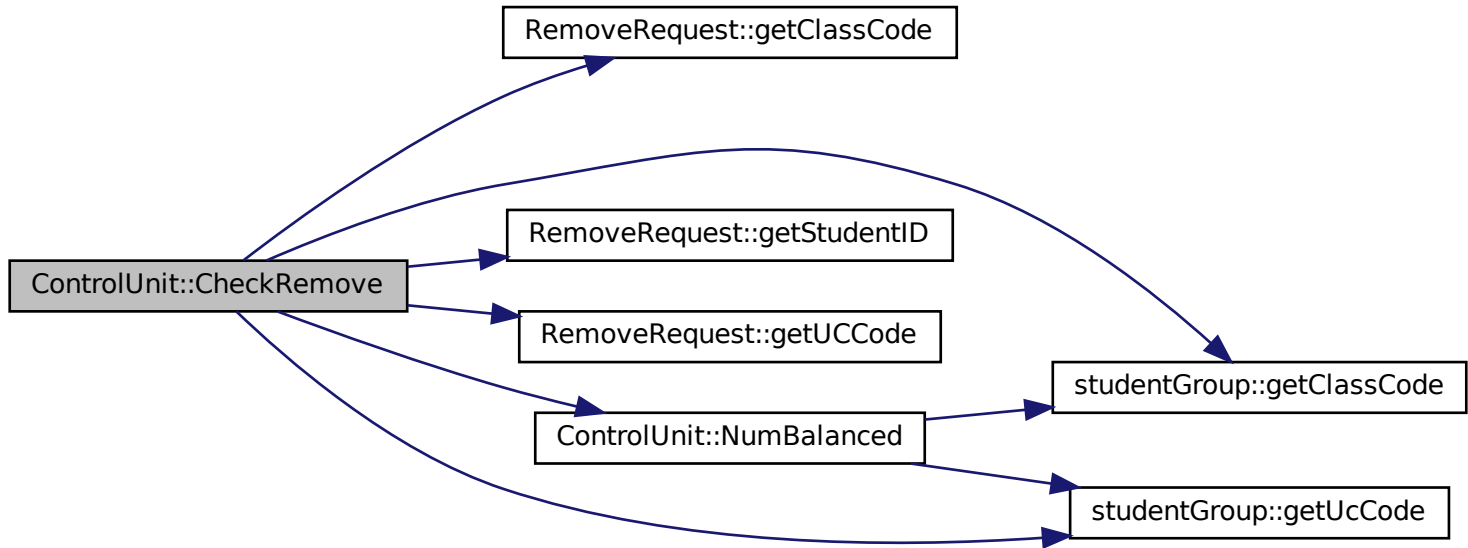 RemoveRequest::getClassCode
RemoveRequest::getStudentID
ControlUnit::CheckRemove
RemoveRequest::getUCCode
studentGroup::getClassCode
ControlUnit::NumBalanced
studentGroup::getUcCode